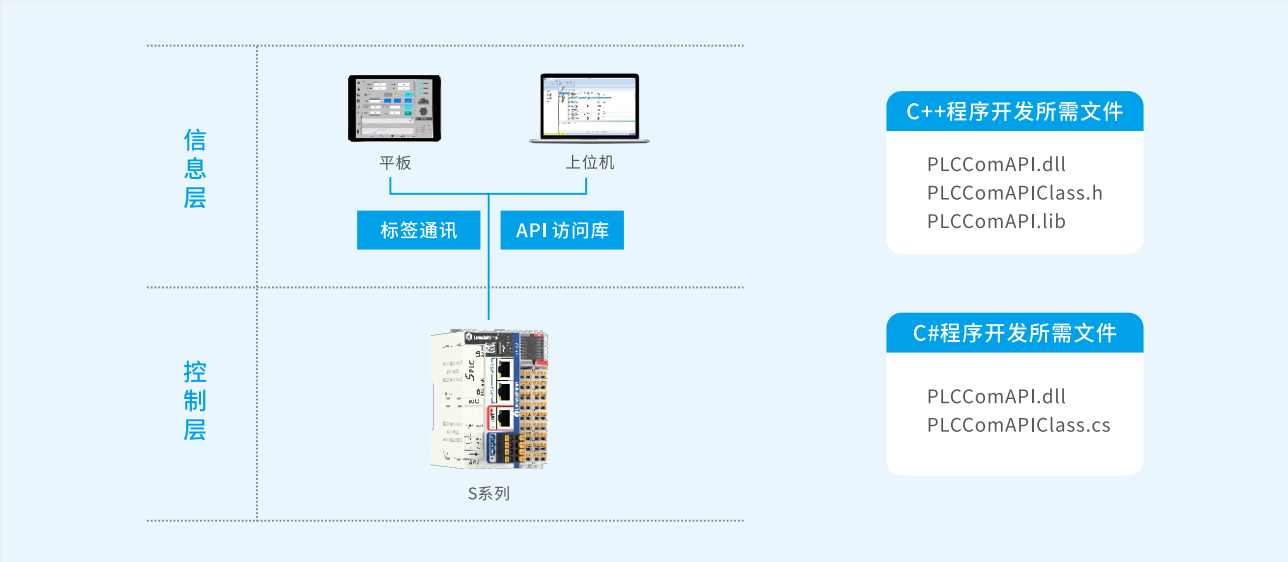 信息层
平板
上位机
标签通讯
API 访问库
控制层
S系列
C++程序开发所需文件
PLCComAPI.dll
PLCComAPIClass.h
PLCComAPI.lib
C#程序开发所需文件
PLCComAPI.dll
PLCComAPIClass.cs